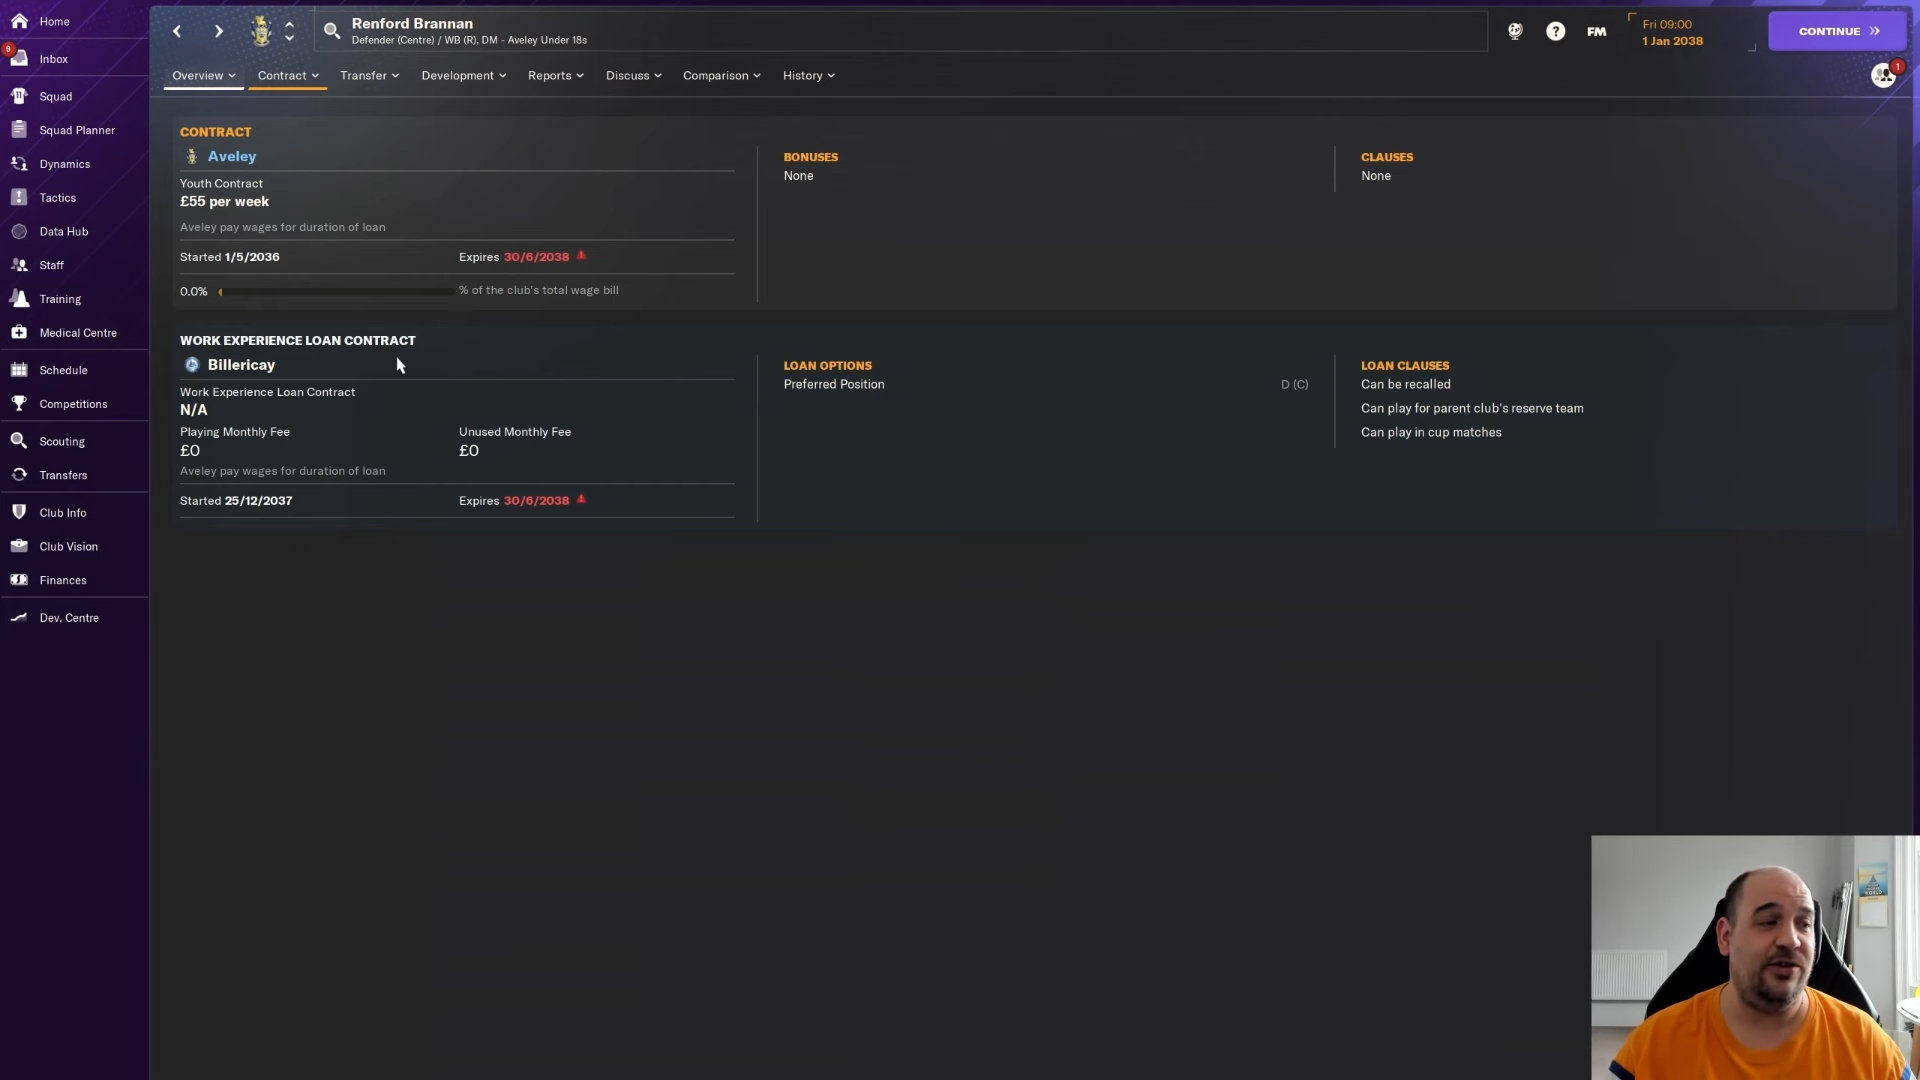 Home
9
Inbox
Squad
Squad Planner
Dynamics
Tactics
Data Hub
Staff
Training
Medical Centre
Schedule
Competitions
Scouting
Transfers
Club Info
Club Vision
Finances
Dev. Centre
Renford Brannan
Defender (Centre) / WB (R), DM - Aveley Under 18s
?
FM
Fri 09:00
1 Jan 2038
CONTINUE
1
Overview
Contract
Transfer
Development
Reports
Discuss
Comparison
History
CONTRACT
Aveley
Youth Contract
£55 per week
Aveley pay wages for duration of loan
Started 1/5/2036
Expires 30/6/2038
0.0%
% of the club's total wage bill
BONUSES
None
CLAUSES
None
WORK EXPERIENCE LOAN CONTRACT
Billericay
Work Experience Loan Contract
N/A
Playing Monthly Fee
£0
Unused Monthly Fee
£0
Aveley pay wages for duration of loan
Started 25/12/2037
Expires 30/6/2038
LOAN OPTIONS
Preferred Position
D (C)
LOAN CLAUSES
Can be recalled
Can play for parent club's reserve team
Can play in cup matches